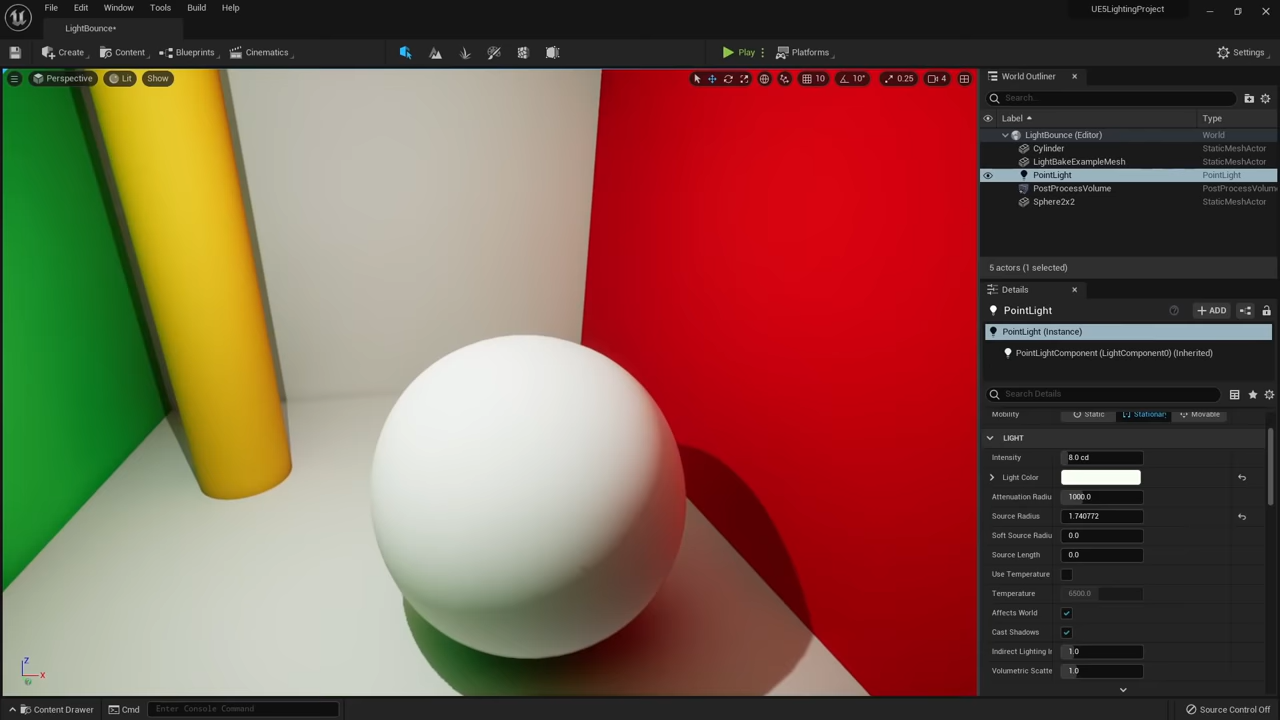 File Edit Window Tools Build Help
UE5LightingProject
LightBounce*
Create Content Blueprints Cinematics Play Platforms Settings
Perspective Lit Show 10 10° 0.25 4
World Outliner
Search...
Label Type
LightBounce (Editor) World
Cylinder StaticMeshActor
LightBakeExampleMesh StaticMeshActor
PointLight PointLight
PostProcessVolume PostProcessVolum
Sphere2x2 StaticMeshActor
5 actors (1 selected)
Details
PointLight ADD
PointLight (Instance)
PointLightComponent (LightComponent0) (Inherited)
Search Details
Mobility Static Stationar Movable
LIGHT
Intensity 8.0 cd
Light Color
Attenuation Radiu 1000.0
Source Radius 1.740772
Soft Source Radiu 0.0
Source Length 0.0
Use Temperature
Temperature 6500.0
Affects World
Cast Shadows
Indirect Lighting I 1.0
Volumetric Scatte 1.0
Z
X
Content Drawer Cmd Enter Console Command Source Control Off